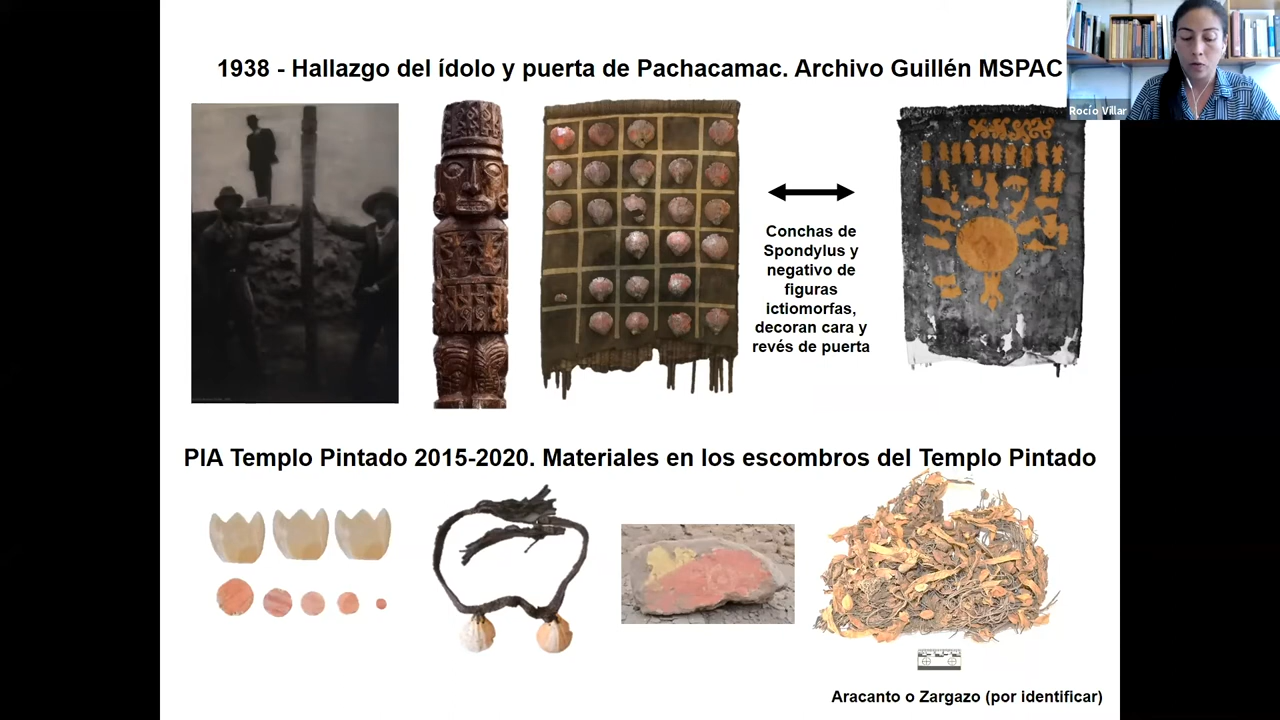 1938 - Hallazgo del ídolo y puerta de Pachacamac. Archivo Guillén MSPAC
Rocío Villar
Conchas de
Spondylus y
negativo de
figuras
ictiomorfas,
decoran cara y
revés de puerta
PIA Templo Pintado 2015-2020. Materiales en los escombros del Templo Pintado
Aracanto o Zargazo (por identificar)